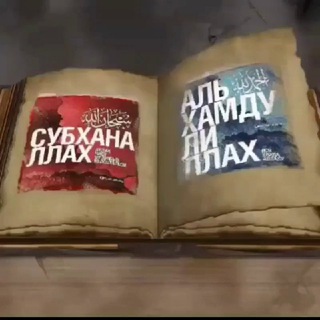 سبحان الله
СУБХАНА
ЛЛАХ
الحمد لله
АЛЬ
ХАМДУ
ЛИ
ЛЛАХ